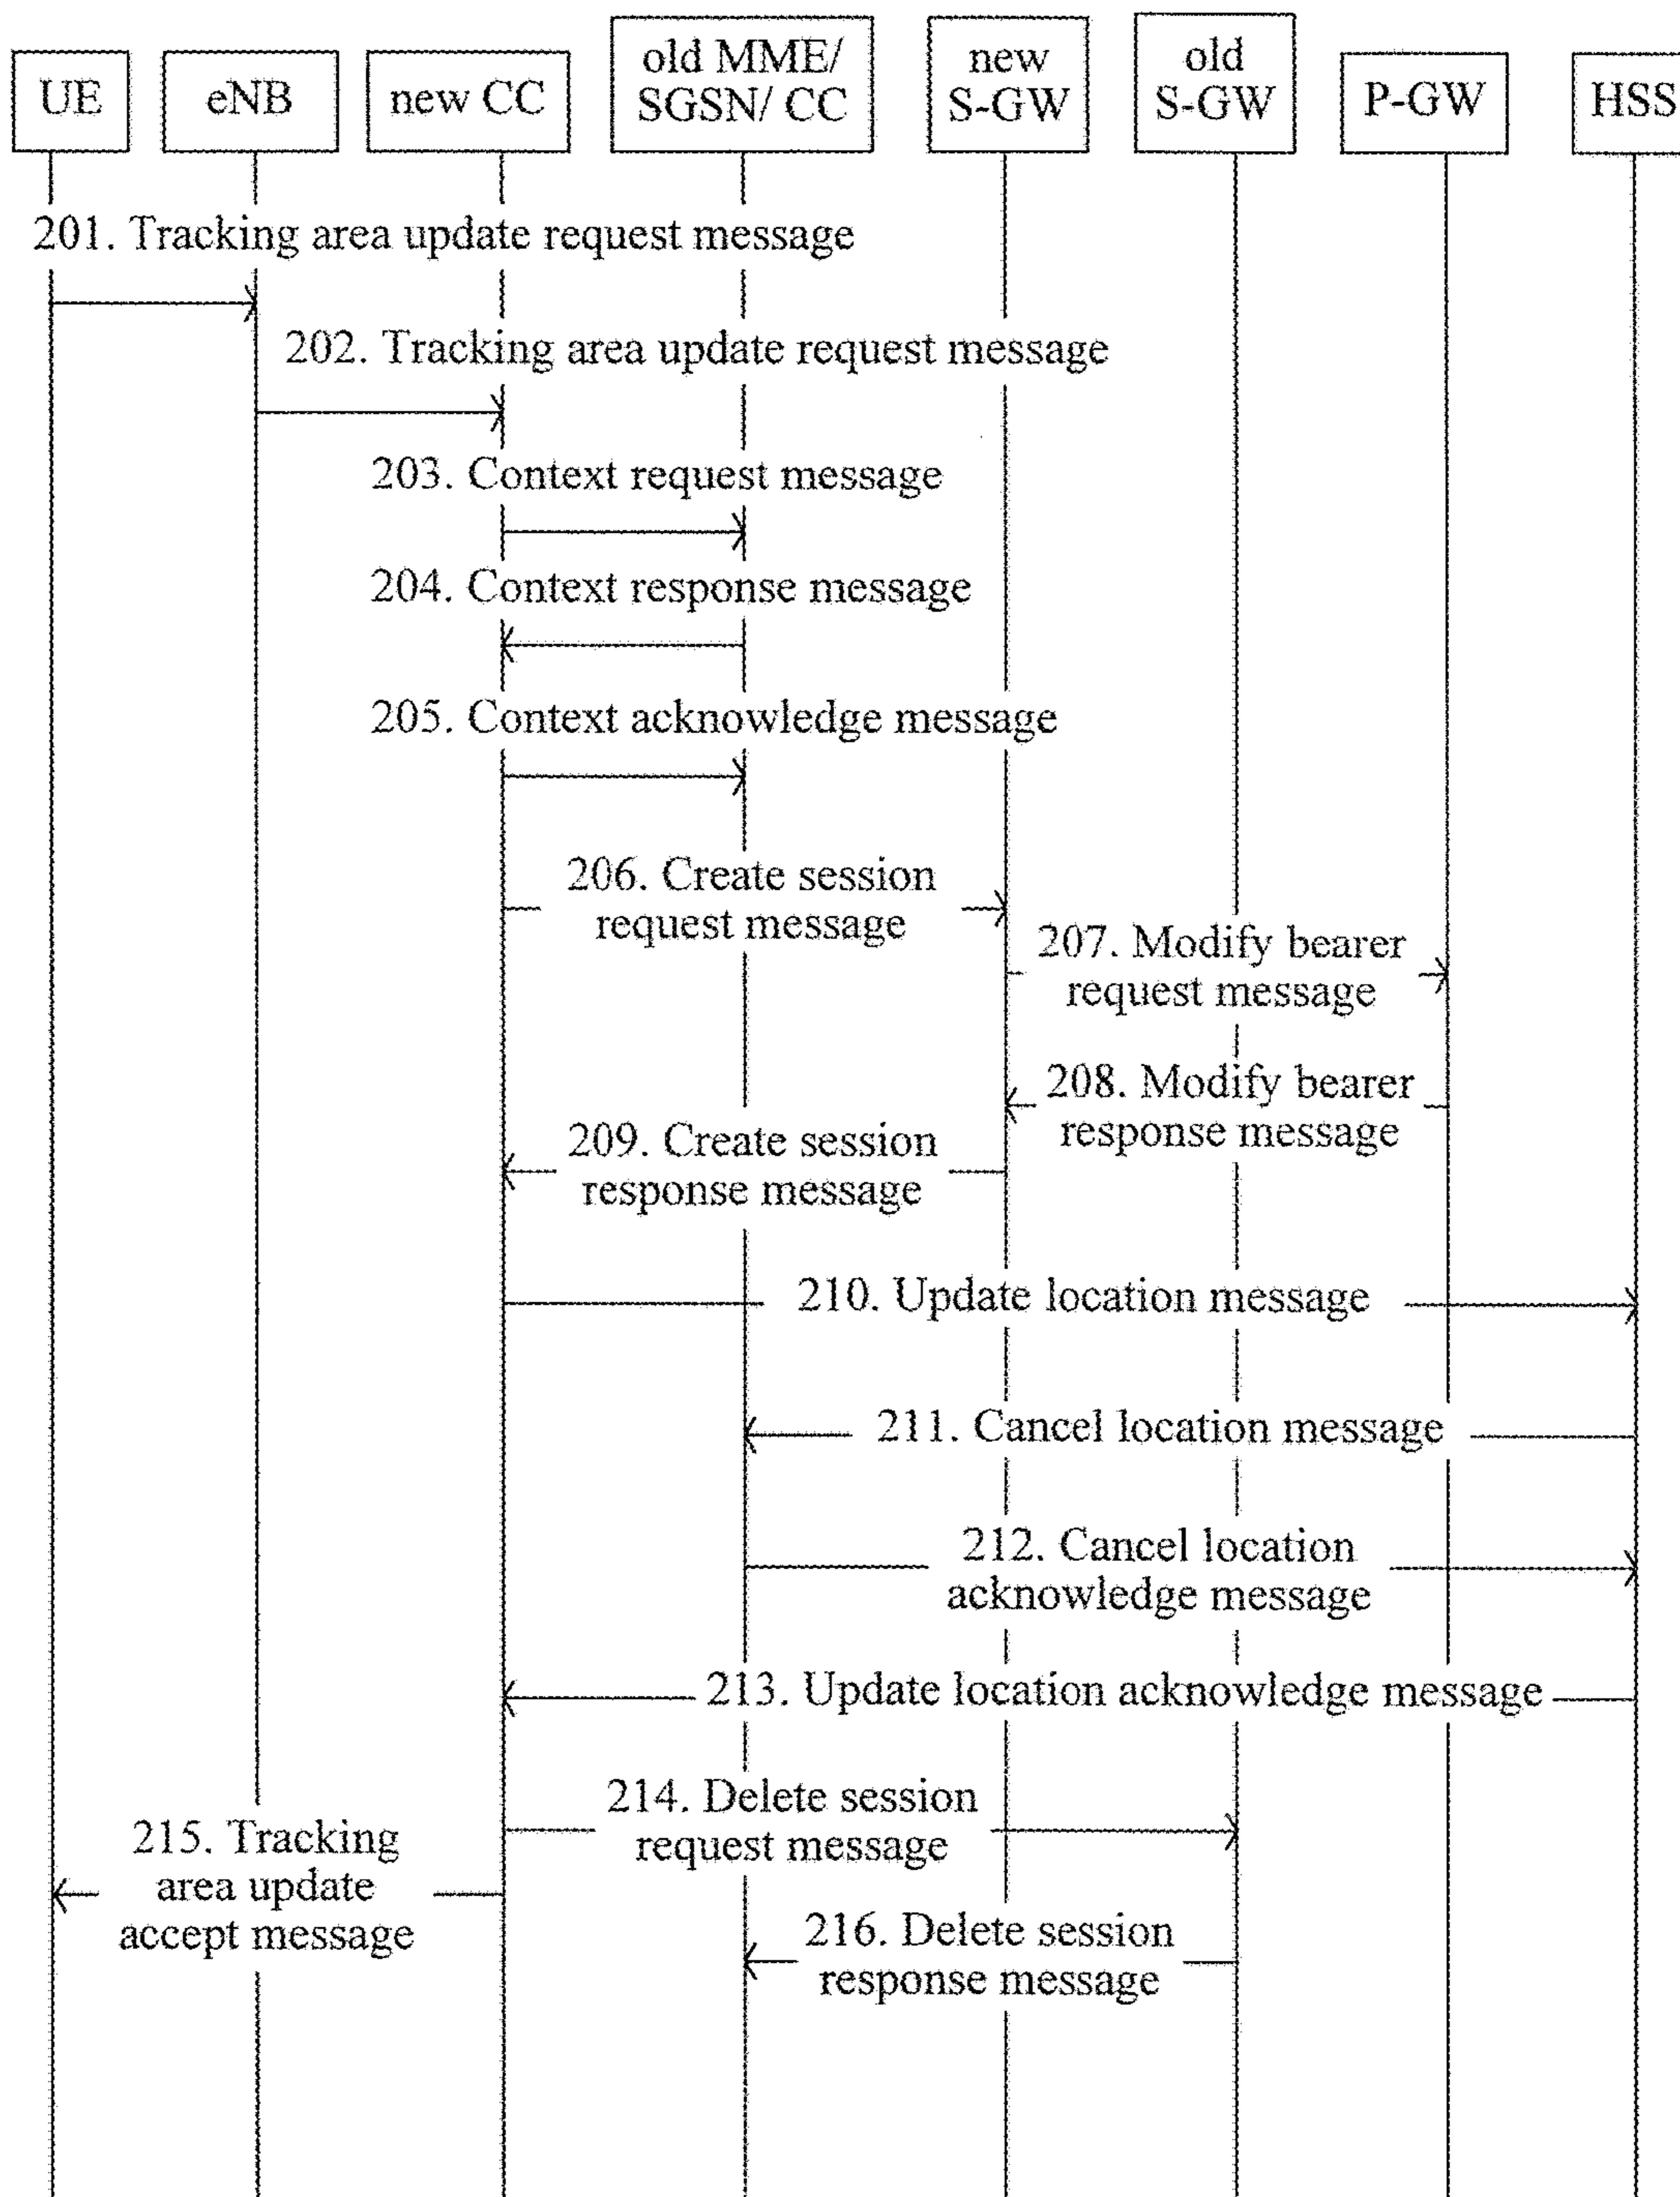 UE
eNB
new CC
old MME/
SGSN/ CC
new
S-GW
old
S-GW
P-GW
HSS
201. Tracking area update request message
202. Tracking area update request message
203. Context request message
204. Context response message
205. Context acknowledge message
206. Create session
request message
207. Modify bearer
request message
208. Modify bearer
response message
209. Create session
response message
210. Update location message
211. Cancel location message
212. Cancel location
acknowledge message
213. Update location acknowledge message
214. Delete session
request message
215. Tracking
area update
accept message
216. Delete session
response message